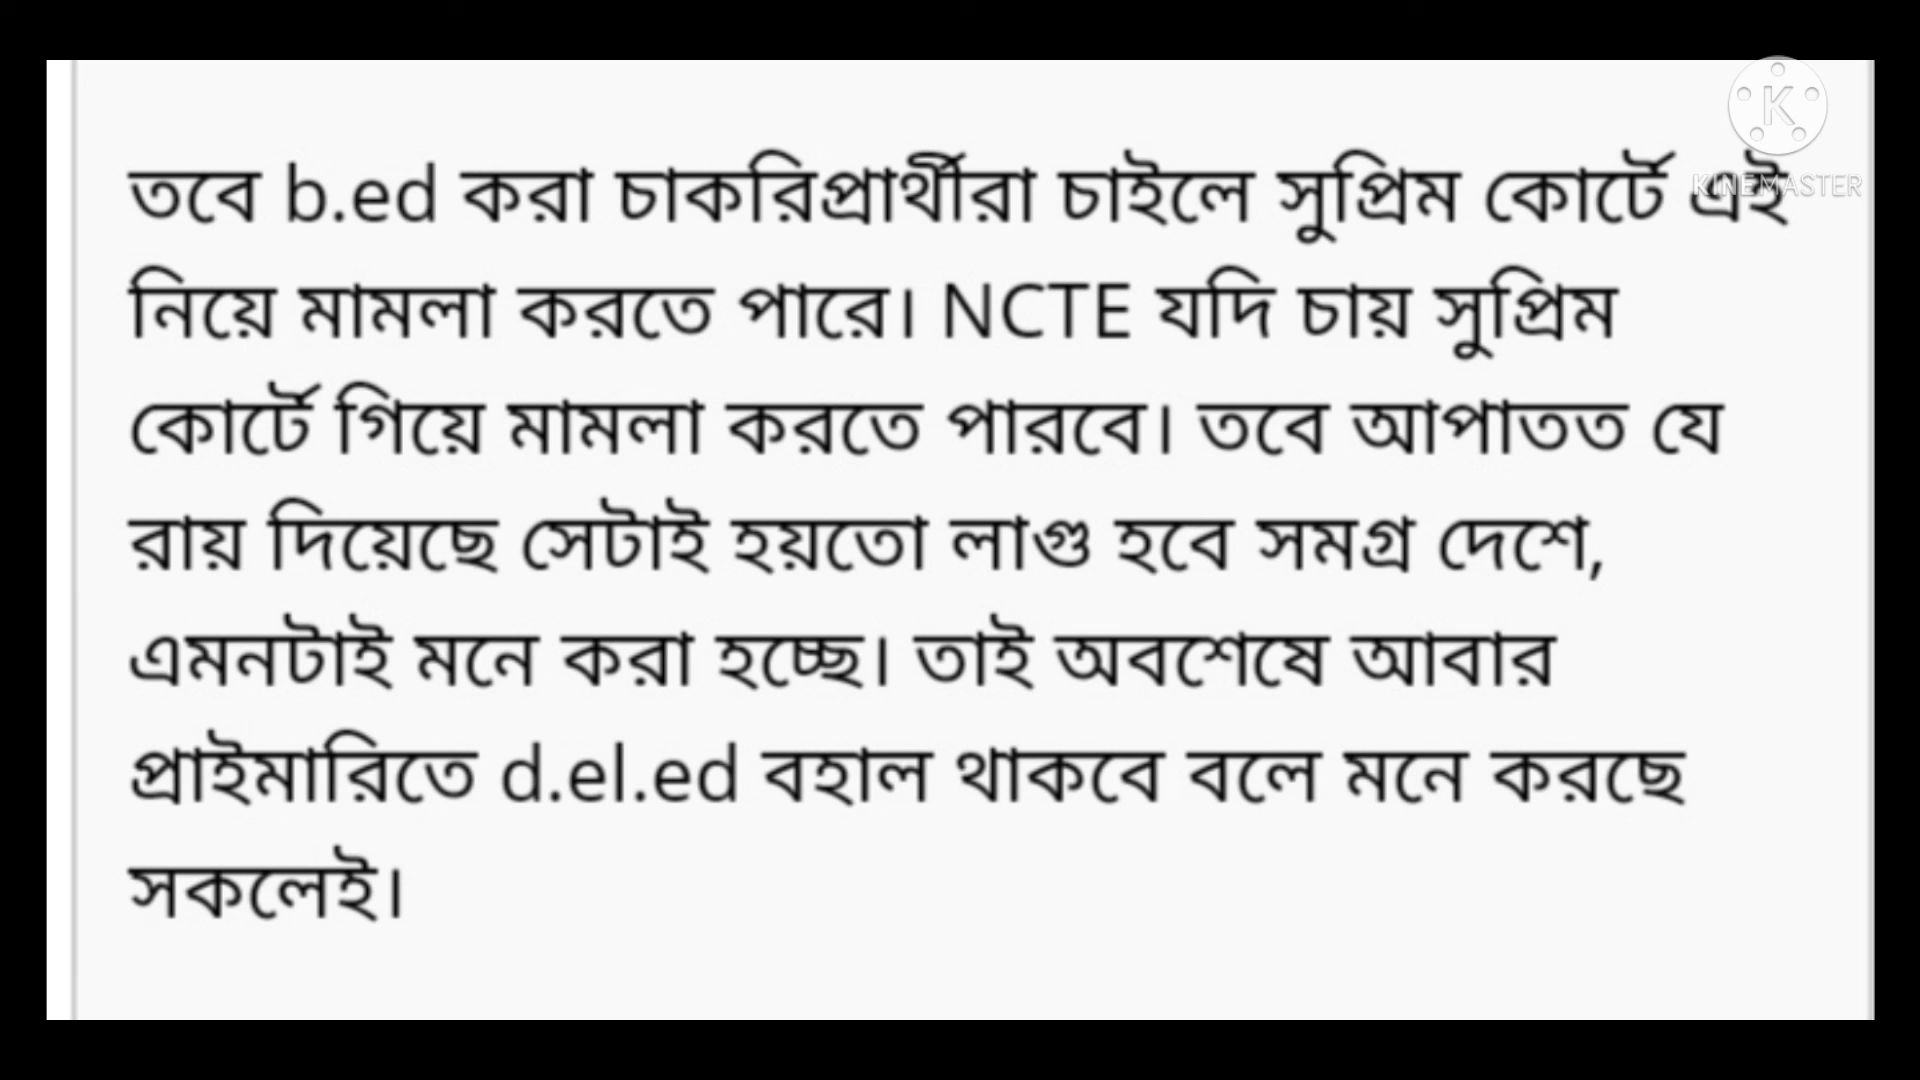 তবে b.ed করা চাকরিপ্রার্থীরা চাইলে সুপ্রিম কোর্টে এই
নিয়ে মামলা করতে পারে। NCTE যদি চায় সুপ্রিম
কোর্টে গিয়ে মামলা করতে পারবে। তবে আপাতত যে
রায় দিয়েছে সেটাই হয়তো লাগু হবে সমগ্র দেশে,
এমনটাই মনে করা হচ্ছে। তাই অবশেষে আবার
প্রাইমারিতে d.el.ed বহাল থাকবে বলে মনে করছে
সকলেই।
K
KINEMASTER